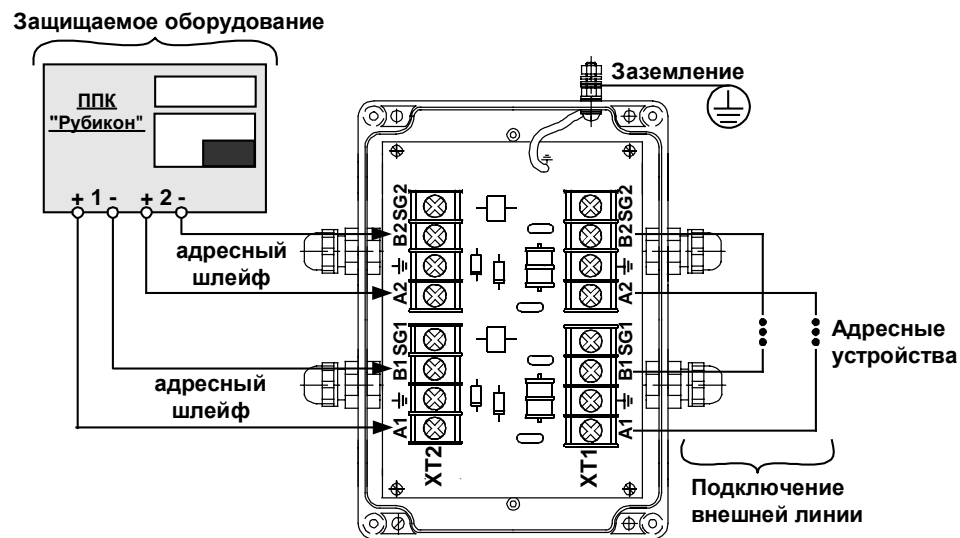 Защищаемое оборудование
ППК
"Рубикон"
+ 1 - + 2 -
Заземление
адресный
шлейф
адресный
шлейф
SG2
B2
A2
SG1
B1
A1
XT2
SG2
B2
A2
SG1
B1
A1
XT1
Адресные
устройства
Подключение
внешней линии